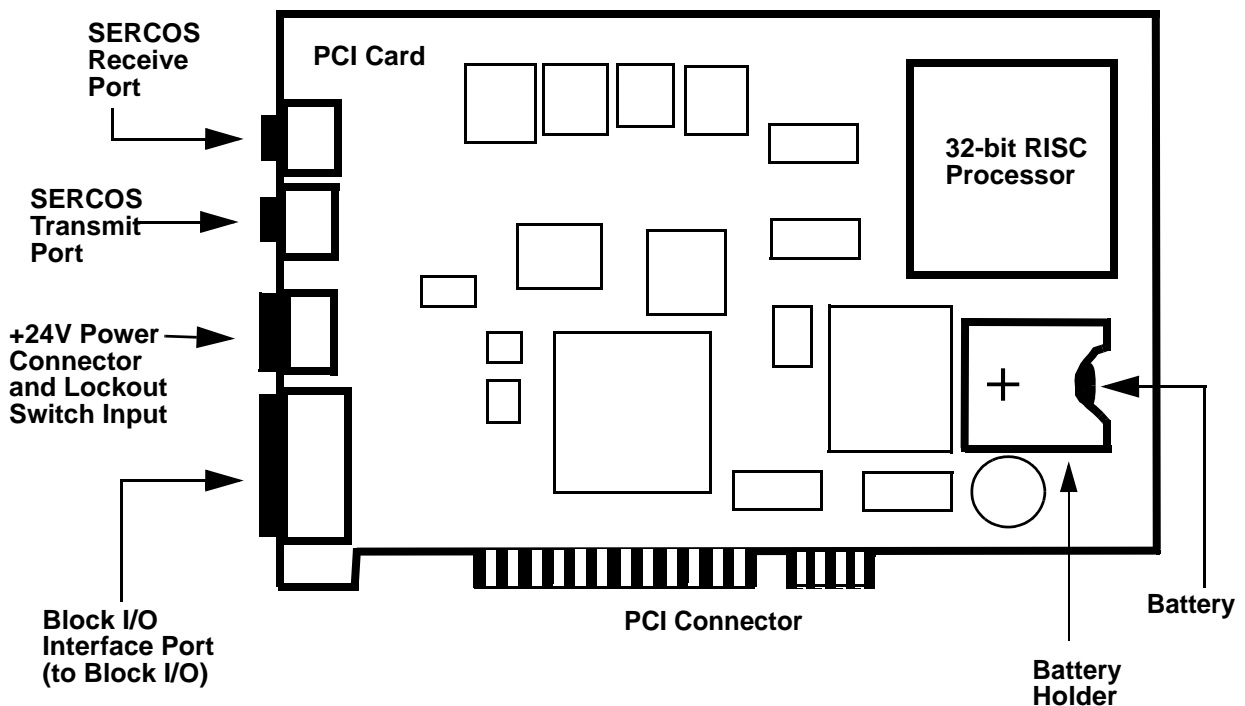 SERCOS
Receive
Port
PCI Card
32-bit RISC
Processor
SERCOS
Transmit
Port
+24V Power
Connector
and Lockout
Switch Input
+
Block I/O
Interface Port
(to Block I/O)
PCI Connector
Battery
Battery
Holder